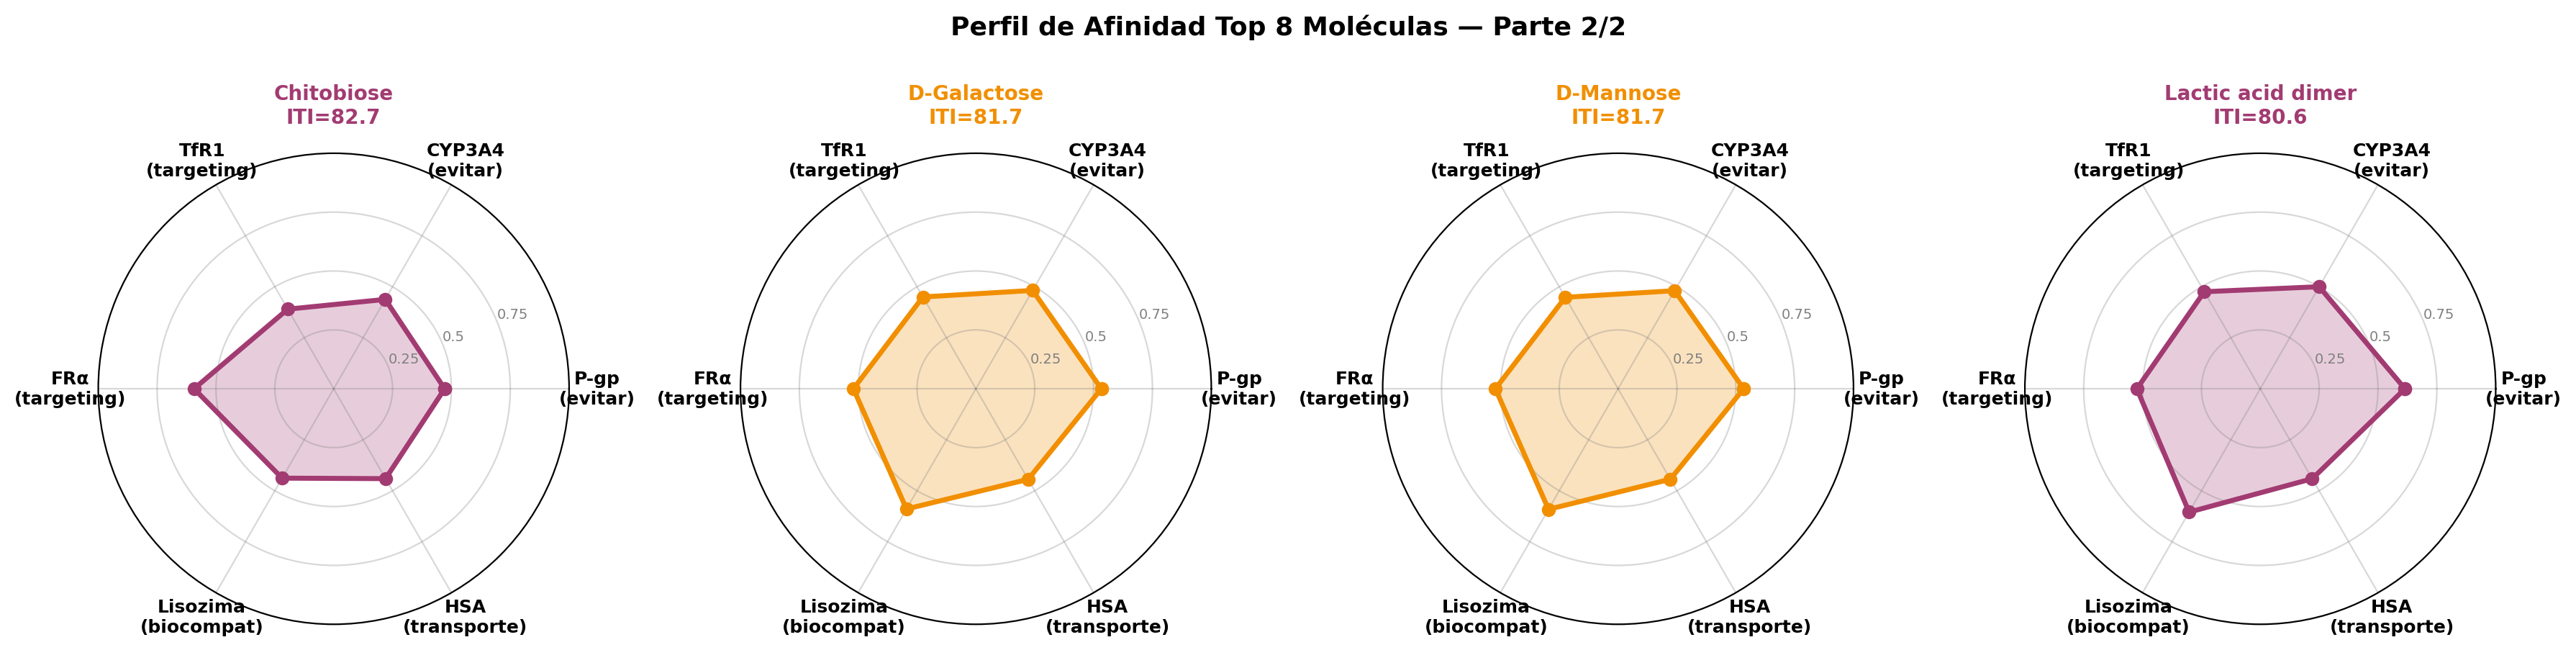 Perfil de Afinidad Top 8 Moléculas — Parte 2/2
Chitobiose
ITI=82.7
TfR1
(targeting)
CYP3A4
(evitar)
0.75
0.5
0.25
FRα
(targeting)
P-gp
(evitar)
Lisozima
(biocompat)
HSA
(transporte)
D-Galactose
ITI=81.7
TfR1
(targeting)
CYP3A4
(evitar)
0.75
0.5
0.25
FRα
(targeting)
P-gp
(evitar)
Lisozima
(biocompat)
HSA
(transporte)
D-Mannose
ITI=81.7
TfR1
(targeting)
CYP3A4
(evitar)
0.75
0.5
0.25
FRα
(targeting)
P-gp
(evitar)
Lisozima
(biocompat)
HSA
(transporte)
Lactic acid dimer
ITI=80.6
TfR1
(targeting)
CYP3A4
(evitar)
0.75
0.5
0.25
FRα
(targeting)
P-gp
(evitar)
Lisozima
(biocompat)
HSA
(transporte)